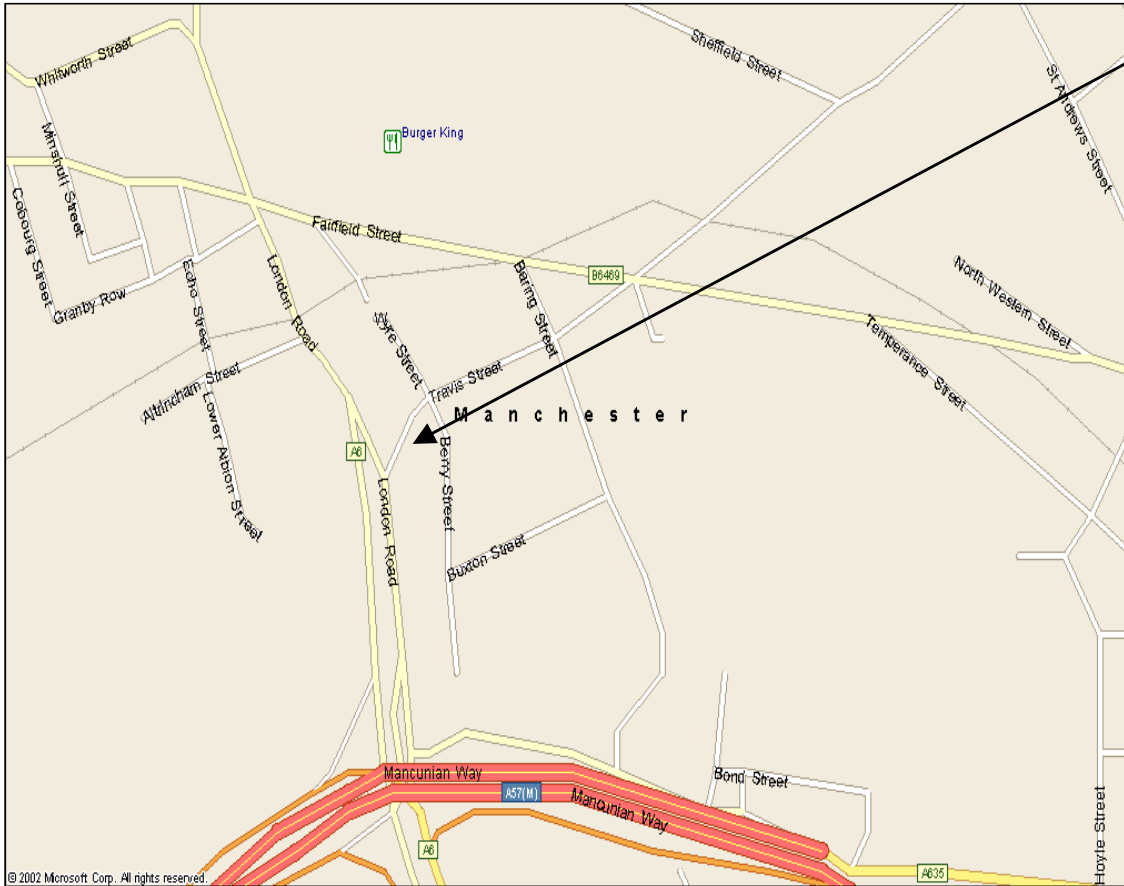 Whitworth Street
Sheffield Street
St Andrews Street
Minshull Street
Burger King
Cobourg Street
Fairfield Street
B6469
Baring Street
North Western Street
Echo Street
London Road
Granby Row
Wyre Street
Temperance Street
Altrincham Street
Travis Street
Manchester
Lower Albion Street
A6
Berry Street
London Road
Buxton Street
Mancunian Way
A57(M)
Mancunian Way
Bond Street
Hoyle Street
A6
A635
© 2002 Microsoft Corp. All rights reserved.